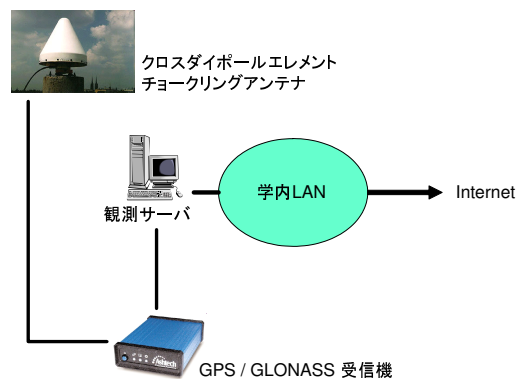 クロスダイポールエレメント
チョークリングアンテナ
観測サーバ
学内LAN
Internet
Ashtech
GPS / GLONASS 受信機